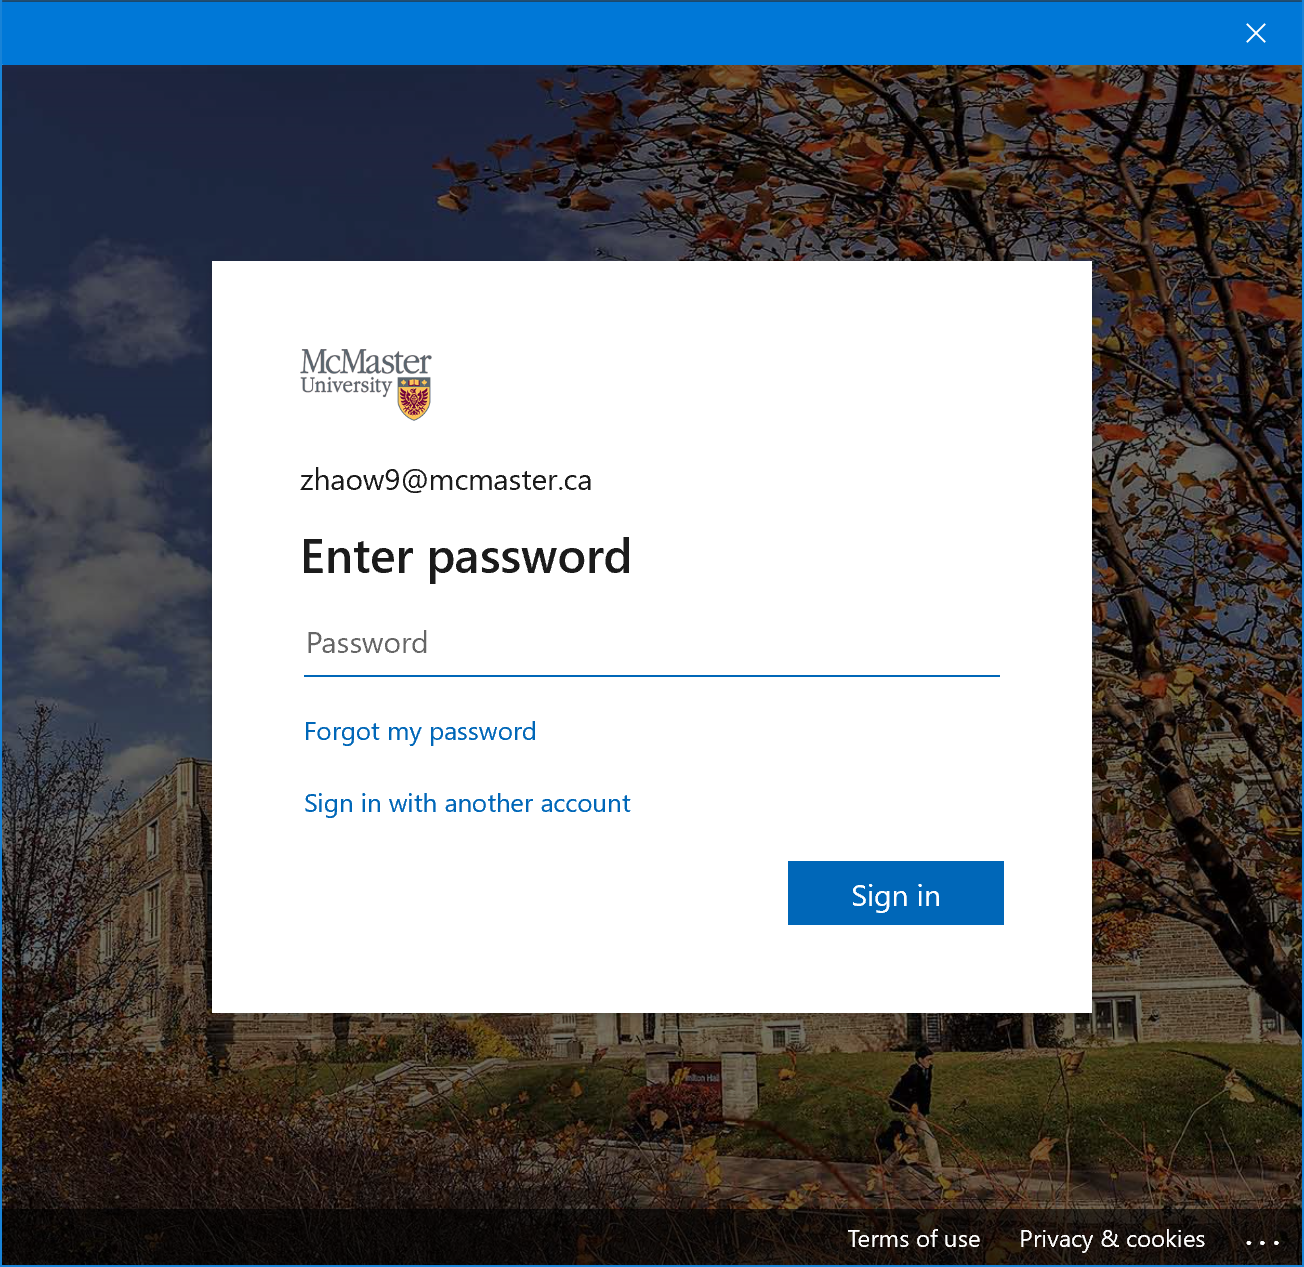 McMaster
University
zhaow9@mcmaster.ca
Enter password
Password
Forgot my password
Sign in with another account
Sign in
Hall
Terms of use
Privacy & cookies
...